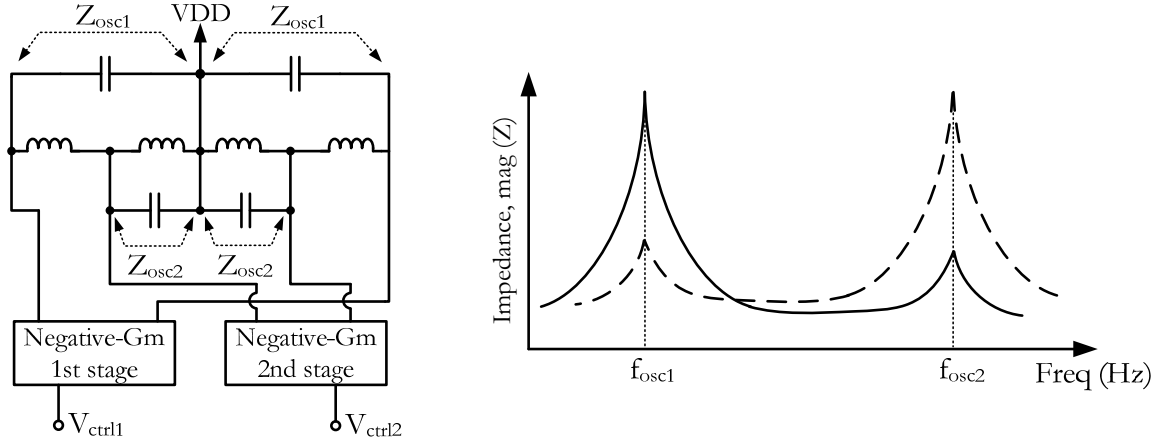 Zosc1
VDD
Zosc1
Zosc2
Zosc2
Negative-Gm
1st stage
Negative-Gm
2nd stage
Vctrl1
Vctrl2
Impedance, mag (Z)
fosc1
fosc2
Freq (Hz)